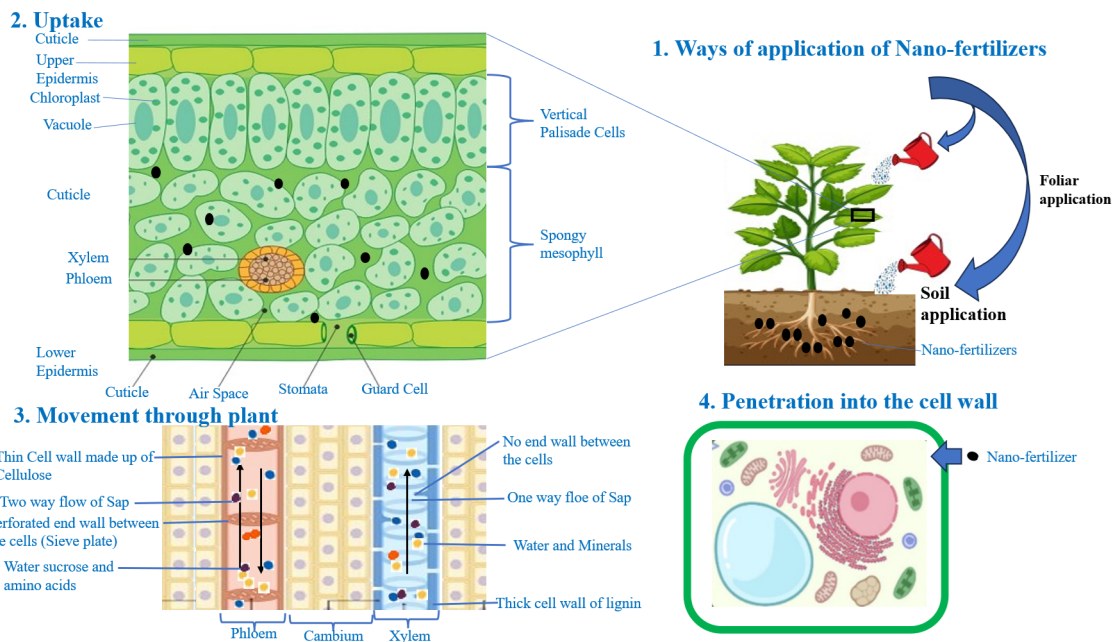 2. Uptake
Cuticle
Upper
Epidermis
Chloroplast
Vacuole
Cuticle
Xylem
Phloem
Lower
Epidermis
Cuticle
Air Space
Stomata
Guard Cell
Vertical
Palisade Cells
Spongy
mesophyll
1. Ways of application of Nano-fertilizers
Foliar
application
Soil
application
Nano-fertilizers
3. Movement through plant
Thin Cell wall made up of
Cellulose
Two way flow of Sap
erforated end wall between
e cells (Sieve plate)
Water sucrose and
amino acids
Phloem
Cambium
Xylem
No end wall between
the cells
One way floe of Sap
Water and Minerals
Thick cell wall of lignin
4. Penetration into the cell wall
Nano-fertilizer